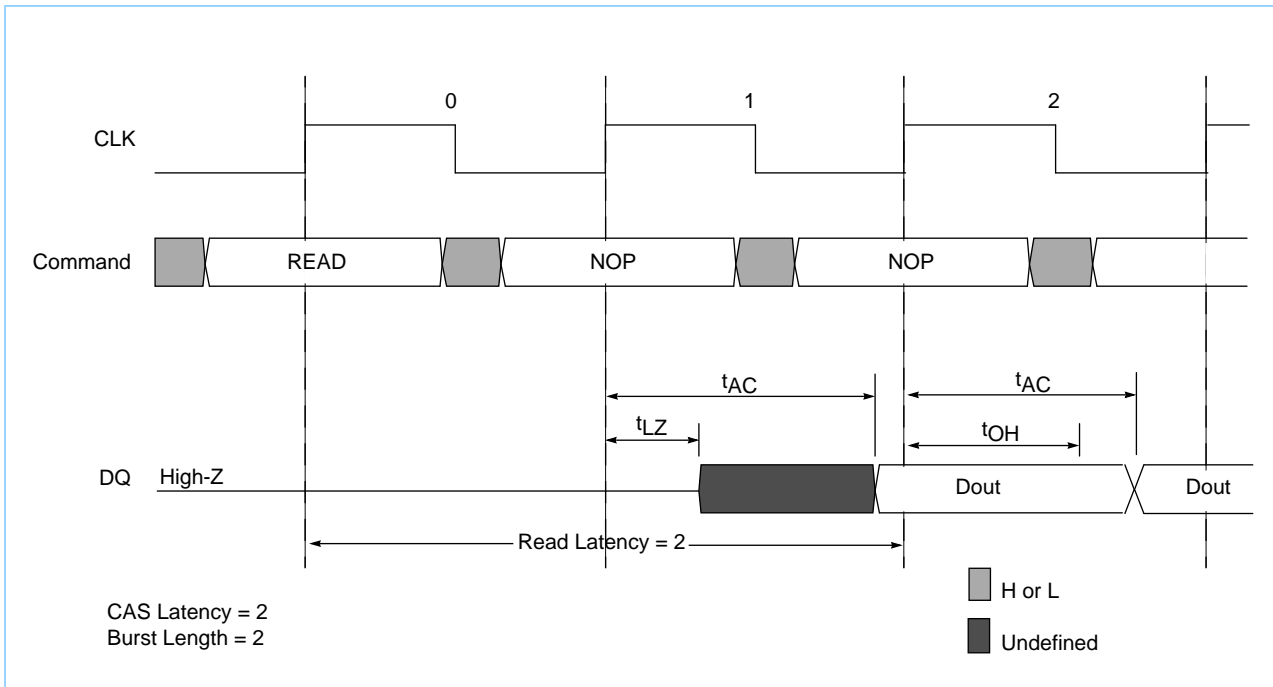 0 1 2
CLK
Command READ NOP NOP
tAC tAC
tLZ tOH
DQ High-Z Dout Dout
Read Latency = 2
CAS Latency = 2
Burst Length = 2
H or L
Undefined